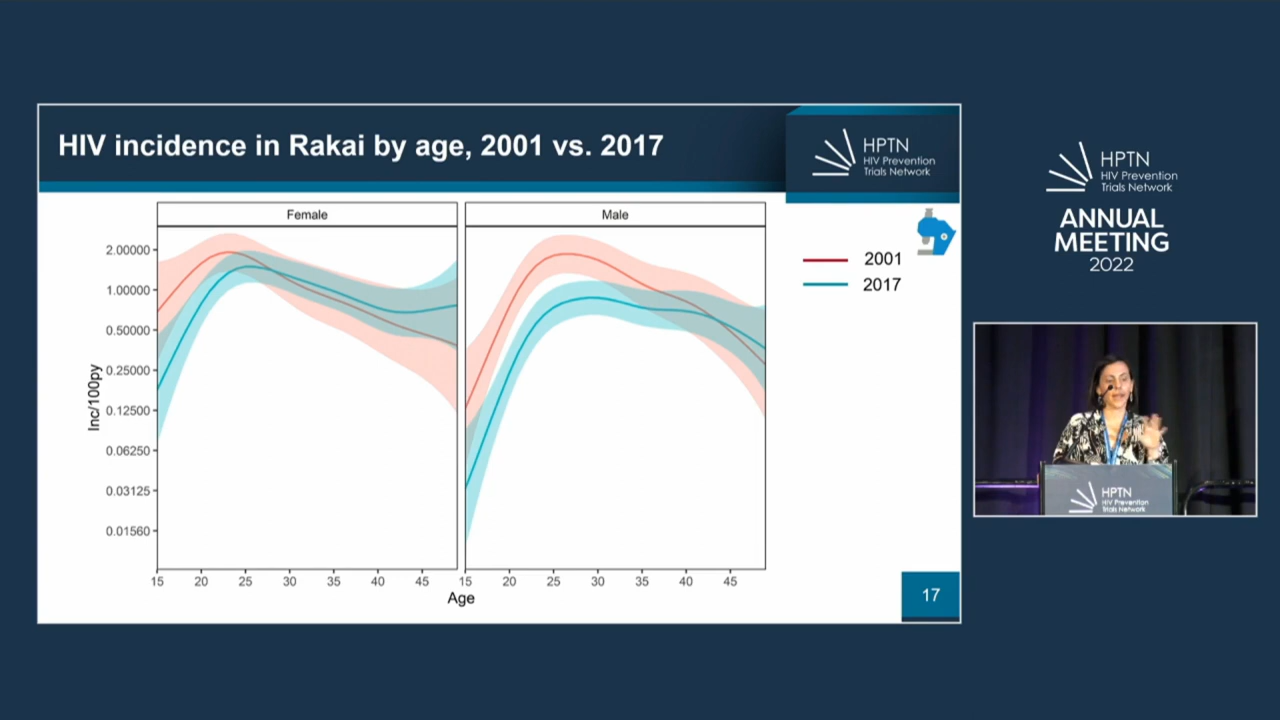 HIV incidence in Rakai by age, 2001 vs. 2017
HPTN
HIV Prevention
Trials Network
Female
Male
2001
2017
2.00000
1.00000
0.50000
0.25000
0.12500
0.06250
0.03125
0.01560
Inc/100py
15 20 25 30 35 40 45
15 20 25 30 35 40 45
Age
17
HPTN
HIV Prevention
Trials Network
ANNUAL
MEETING
2022
HPTN
HIV Prevention
Trials Network